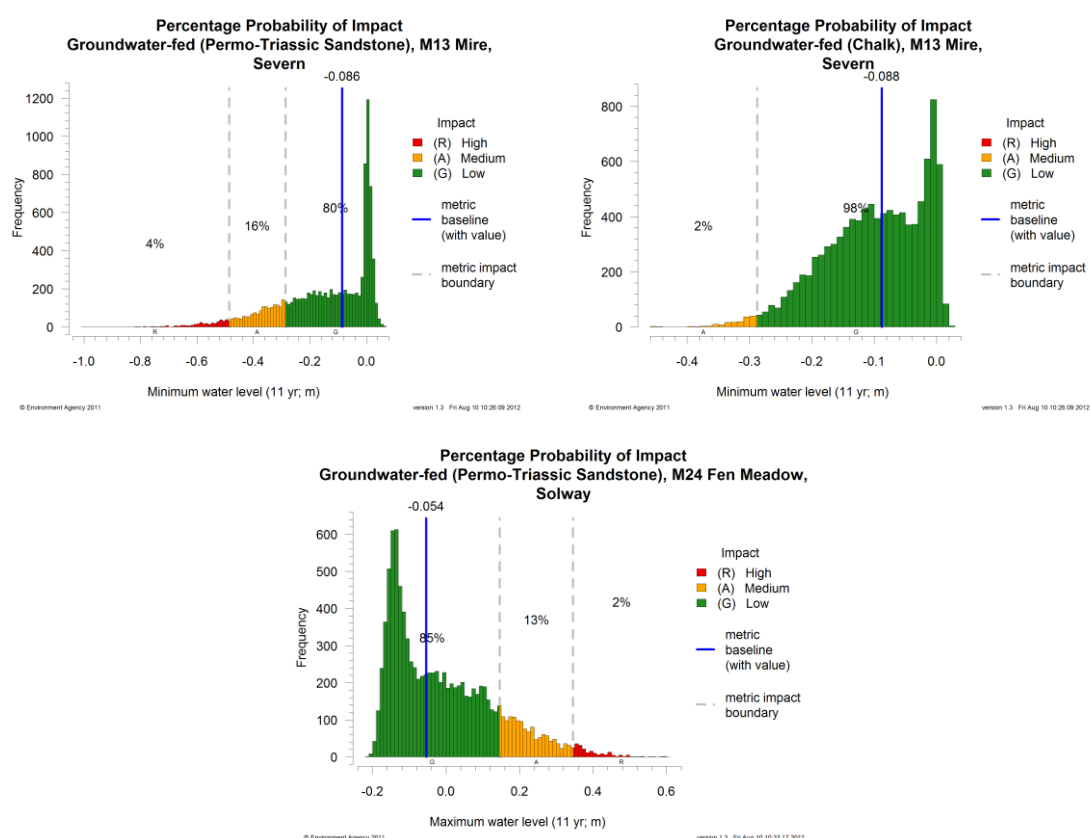 Percentage Probability of Impact
Groundwater-fed (Permo-Triassic Sandstone), M13 Mire,
Severn
-0.086
1200
1000
800
600
400
200
0
Frequency
4%
16%
80%
R
A
G
-1.0
-0.8
-0.6
-0.4
-0.2
0.0
Minimum water level (11 yr; m)
Impact
(R) High
(A) Medium
(G) Low
metric
baseline
(with value)
metric impact
boundary
© Environment Agency 2011
version 1.3 Fri Aug 10 10:26:09 2012
Percentage Probability of Impact
Groundwater-fed (Chalk), M13 Mire,
Severn
-0.088
800
600
400
200
0
Frequency
2%
98%
A
G
-0.4
-0.3
-0.2
-0.1
0.0
Minimum water level (11 yr; m)
Impact
(R) High
(A) Medium
(G) Low
metric
baseline
(with value)
metric impact
boundary
© Environment Agency 2011
version 1.3 Fri Aug 10 10:26:09 2012
Percentage Probability of Impact
Groundwater-fed (Permo-Triassic Sandstone), M24 Fen Meadow,
Solway
-0.054
600
500
400
300
200
100
0
Frequency
85%
13%
2%
G
A
R
-0.2
0.0
0.2
0.4
0.6
Maximum water level (11 yr; m)
Impact
(R) High
(A) Medium
(G) Low
metric
baseline
(with value)
metric impact
boundary
© Environment Agency 2011